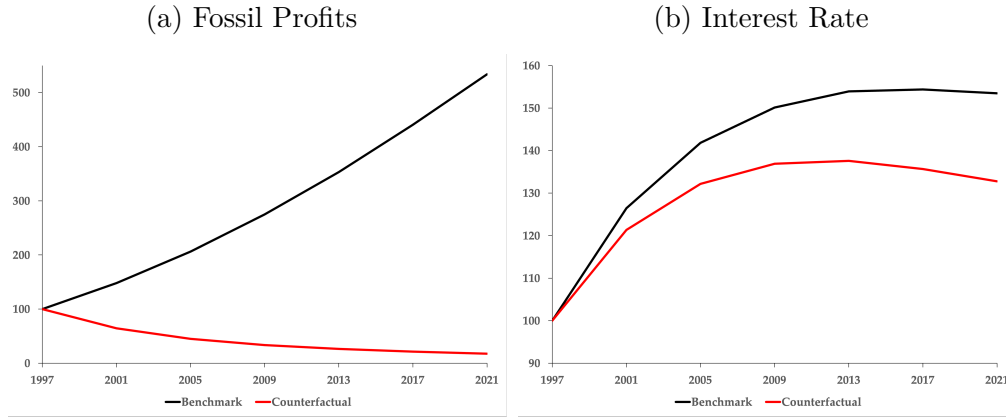 (a) Fossil Profits
500
400
300
200
100
0
1997 2001 2005 2009 2013 2017 2021
Benchmark Counterfactual
(b) Interest Rate
160
150
140
130
120
110
100
90
1997 2001 2005 2009 2013 2017 2021
Benchmark Counterfactual